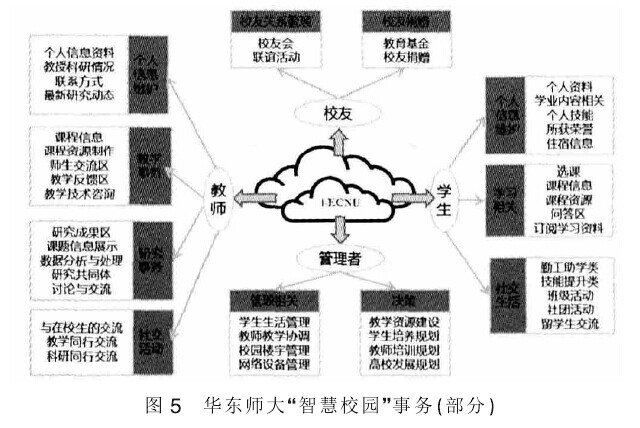 校友关系管理
校友会
联谊活动
校友捐赠
教育基金
校友捐赠
校友
个人信息维护
个人信息资料
教授科研情况
联系方式
最新研究动态
教学事务
课程信息
课程资源制作
师生交流区
教学反馈区
教学技术咨询
研究事务
研究成果区
课题信息展示
数据分析与处理
研究共同体
讨论与交流
社交活动
与在校生的交流
教学同行交流
科研同行交流
教师
iECNU
学生
个人信息维护
个人资料
学业内容相关
个人技能
所获荣誉
住宿信息
学习相关
选课
课程信息
课程资源
问答区
订阅学习资料
社交生活
勤工助学类
技能提升类
班级活动
社团活动
留学生交流
管理者
管理相关
学生生活管理
教师教学协调
校园楼宇管理
网络设备管理
决策
教学资源建设
学生培养规划
教师培训规划
高校发展规划
图 5 华东师大“智慧校园”事务(部分)